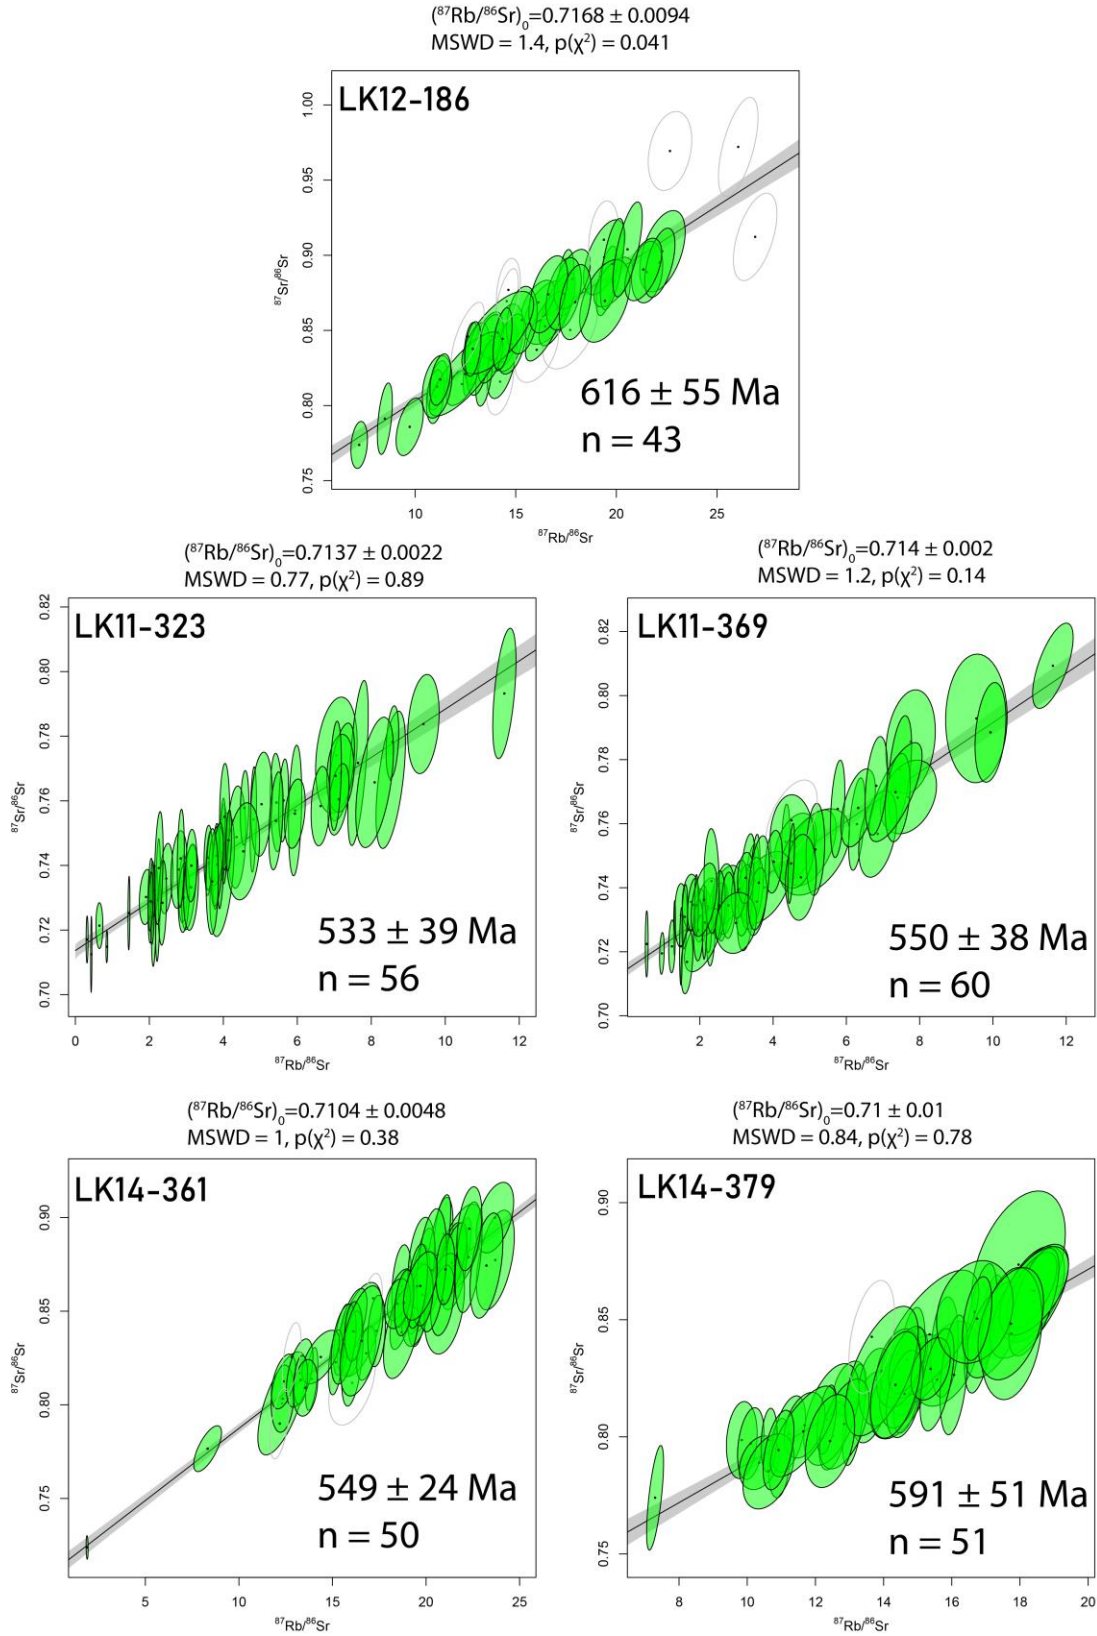 (⁸⁷Rb/⁸⁶Sr)₀=0.7168 ± 0.0094
MSWD = 1.4, p(χ²) = 0.041
LK12-186
1.00
0.95
0.90
0.85
0.80
0.75
⁸⁷Sr/⁸⁶Sr
616 ± 55 Ma
n = 43
10 15 20 25
⁸⁷Rb/⁸⁶Sr
(⁸⁷Rb/⁸⁶Sr)₀=0.7137 ± 0.0022
MSWD = 0.77, p(χ²) = 0.89
LK11-323
0.82
0.80
0.78
0.76
0.74
0.72
0.70
⁸⁷Sr/⁸⁶Sr
533 ± 39 Ma
n = 56
0 2 4 6 8 10 12
⁸⁷Rb/⁸⁶Sr
(⁸⁷Rb/⁸⁶Sr)₀=0.714 ± 0.002
MSWD = 1.2, p(χ²) = 0.14
LK11-369
0.82
0.80
0.78
0.76
0.74
0.72
0.70
⁸⁷Sr/⁸⁶Sr
550 ± 38 Ma
n = 60
2 4 6 8 10 12
⁸⁷Rb/⁸⁶Sr
(⁸⁷Rb/⁸⁶Sr)₀=0.7104 ± 0.0048
MSWD = 1, p(χ²) = 0.38
LK14-361
0.90
0.85
0.80
0.75
⁸⁷Sr/⁸⁶Sr
549 ± 24 Ma
n = 50
5 10 15 20 25
⁸⁷Rb/⁸⁶Sr
(⁸⁷Rb/⁸⁶Sr)₀=0.71 ± 0.01
MSWD = 0.84, p(χ²) = 0.78
LK14-379
0.90
0.85
0.80
0.75
⁸⁷Sr/⁸⁶Sr
591 ± 51 Ma
n = 51
8 10 12 14 16 18 20
⁸⁷Rb/⁸⁶Sr